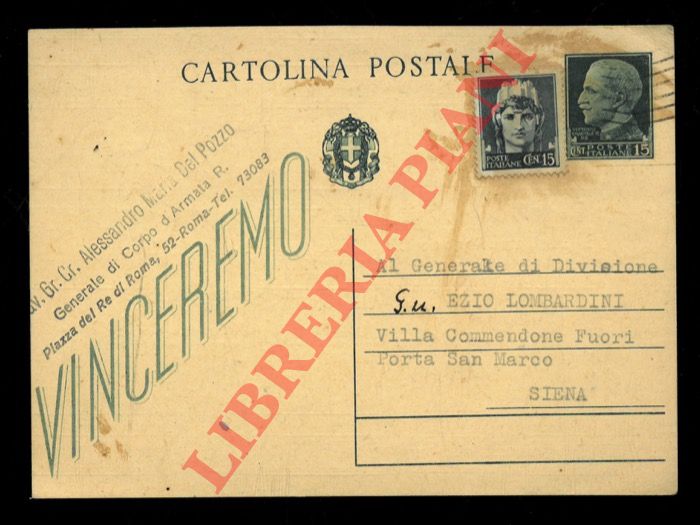 CARTOLINA POSTALE
POSTE ITALIANE CEN. 15
CENT. POSTE ITALIANE 15
Gr. Cr. Alessandro Maria Del Pozzo
Generale di Corpo d'Armata R.
Piazza del Re di Roma, 52-Roma-Tel. 73083
VINCEREMO
Al Generale di Divisione
G.u. EZIO LOMBARDINI
Villa Commendone Fuori
Porta San Marco
SIENA
LIBRERIA PIANI